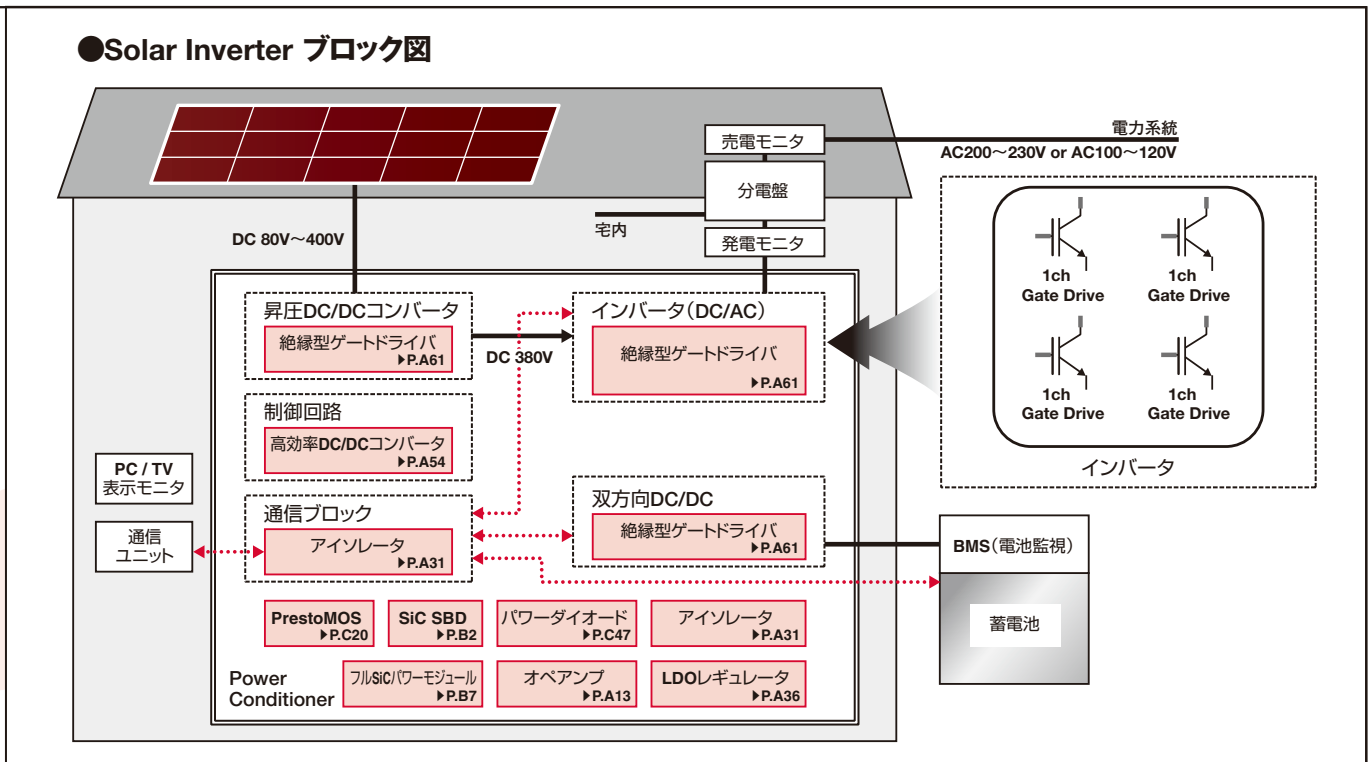 ●Solar Inverter ブロック図
売電モニタ
電力系統
AC200～230V or AC100～120V
分電盤
宅内
発電モニタ
DC 80V～400V
昇圧DC/DCコンバータ
絶縁型ゲートドライバ
▶P.A61
DC 380V
インバータ(DC/AC)
絶縁型ゲートドライバ
▶P.A61
1ch
Gate Drive
1ch
Gate Drive
1ch
Gate Drive
1ch
Gate Drive
インバータ
制御回路
高効率DC/DCコンバータ
▶P.A54
PC / TV
表示モニタ
通信
ユニット
通信ブロック
アイソレータ
▶P.A31
双方向DC/DC
絶縁型ゲートドライバ
▶P.A61
BMS(電池監視)
蓄電池
PrestoMOS
▶P.C20
SiC SBD
▶P.B2
パワーダイオード
▶P.C47
アイソレータ
▶P.A31
Power
Conditioner
フルSiCパワーモジュール
▶P.B7
オペアンプ
▶P.A13
LDOレギュレータ
▶P.A36